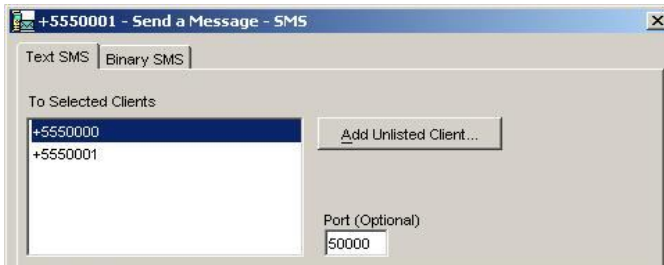 +5550001 - Send a Message - SMS
Text SMS Binary SMS
To Selected Clients
+5550000
Add Unlisted Client...
+5550001
Port (Optional)
50000